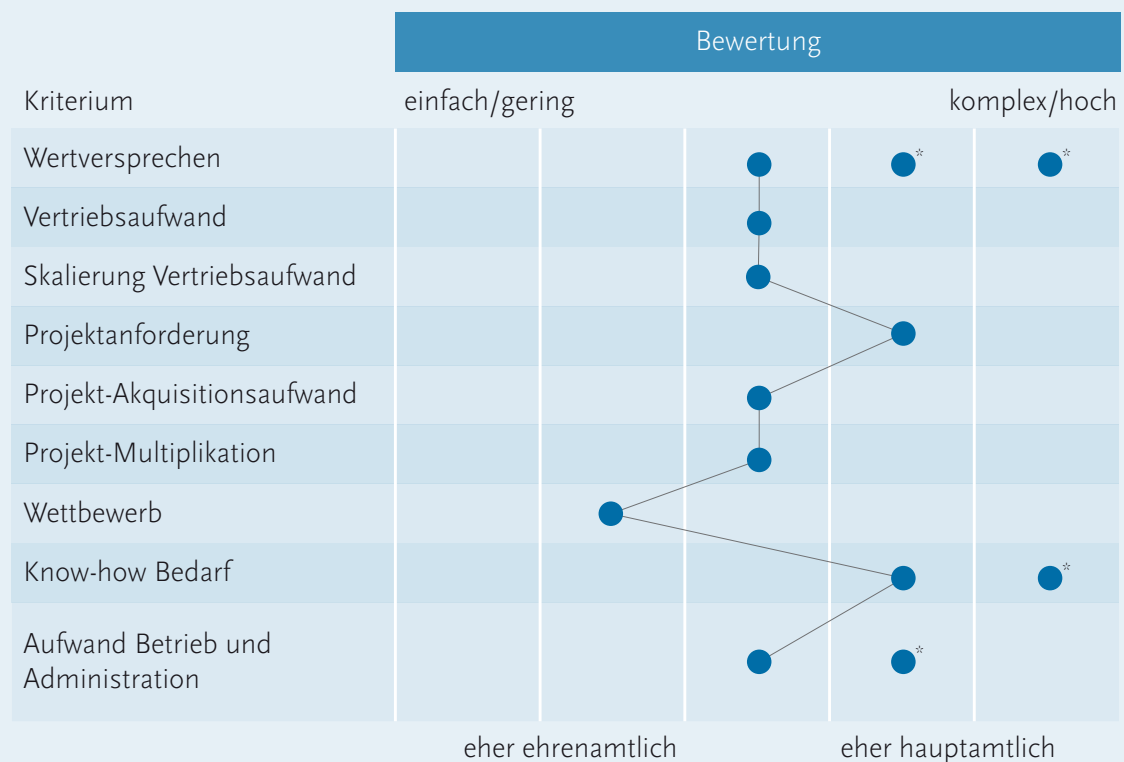 Bewertung
Kriterium einfach/gering komplex/hoch
Wertversprechen * *
Vertriebsaufwand
Skalierung Vertriebsaufwand
Projektanforderung
Projekt-Akquisitionsaufwand
Projekt-Multiplikation
Wettbewerb
Know-how Bedarf *
Aufwand Betrieb und
Administration *
eher ehrenamtlich eher hauptamtlich